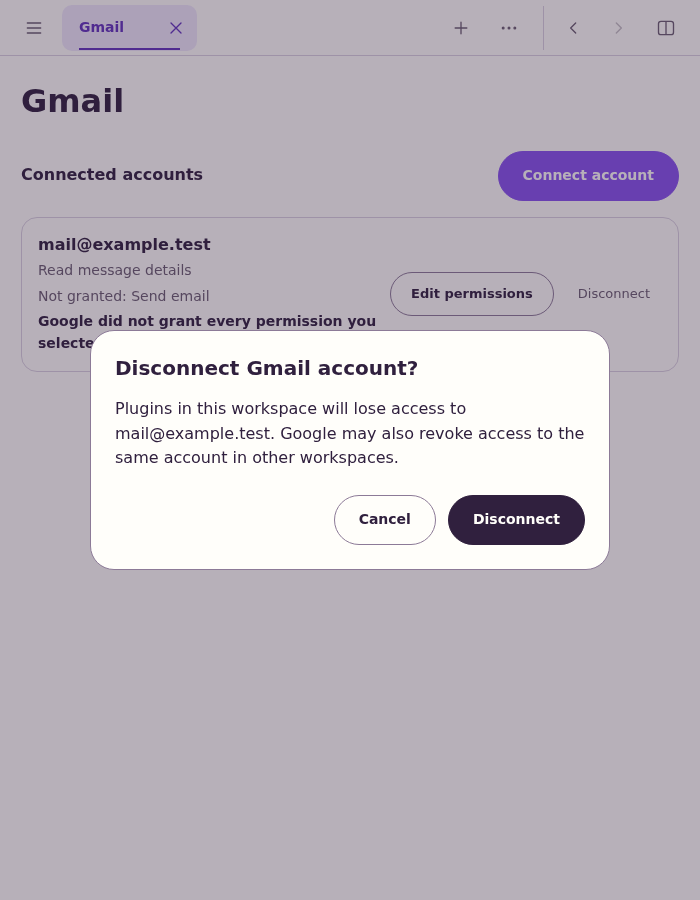 Gmail
Gmail
Connected accounts
Connect account
mail@example.test
Read message details
Not granted: Send email
Google did not grant every permission you
Edit permissions
Disconnect
Disconnect Gmail account?
Plugins in this workspace will lose access to
mail@example.test. Google may also revoke access to the
same account in other workspaces.
Cancel
Disconnect